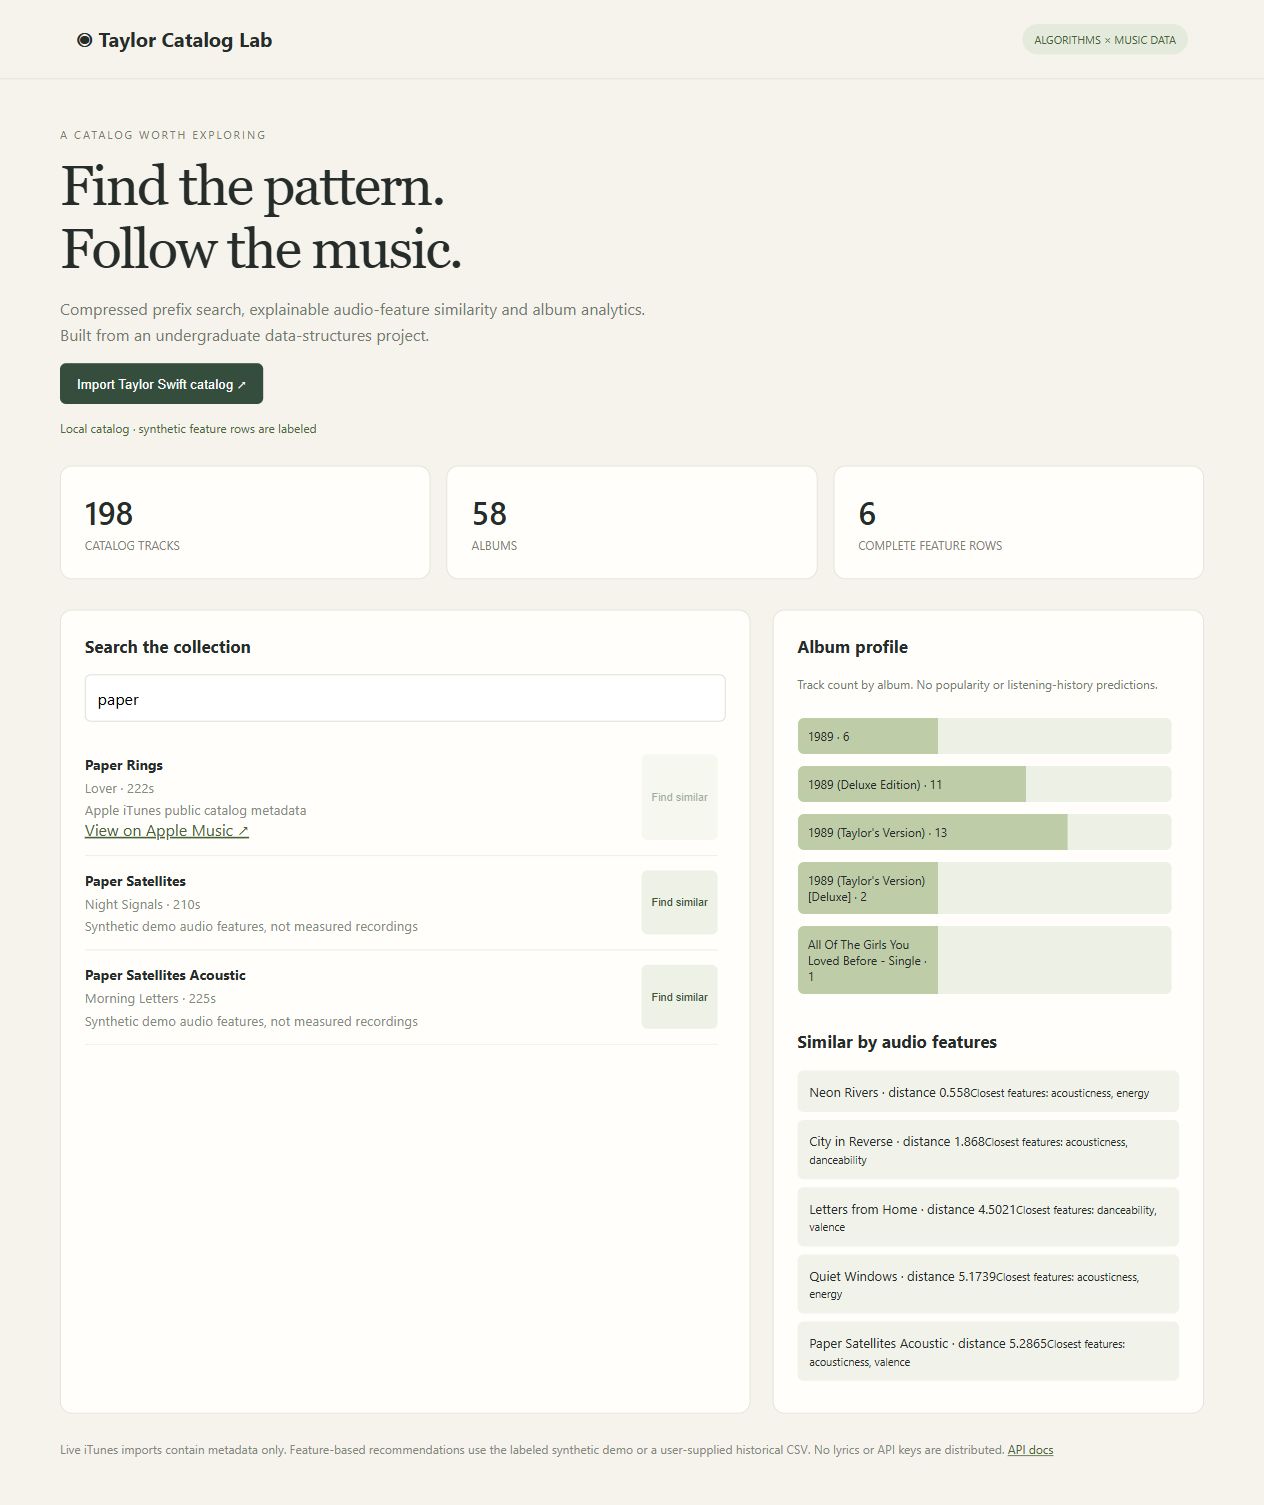 ◉ Taylor Catalog Lab
ALGORITHMS × MUSIC DATA
A CATALOG WORTH EXPLORING
Find the pattern.
Follow the music.
Compressed prefix search, explainable audio-feature similarity and album analytics.
Built from an undergraduate data-structures project.
Import Taylor Swift catalog ↗
Local catalog · synthetic feature rows are labeled
198
CATALOG TRACKS
58
ALBUMS
6
COMPLETE FEATURE ROWS
Search the collection
paper
Paper Rings
Lover · 222s
Apple iTunes public catalog metadata
View on Apple Music ↗
Find similar
Paper Satellites
Night Signals · 210s
Synthetic demo audio features, not measured recordings
Find similar
Paper Satellites Acoustic
Morning Letters · 225s
Synthetic demo audio features, not measured recordings
Find similar
Album profile
Track count by album. No popularity or listening-history predictions.
1989 · 6
1989 (Deluxe Edition) · 11
1989 (Taylor's Version) · 13
1989 (Taylor's Version)
[Deluxe] · 2
All Of The Girls You
Loved Before - Single ·
1
Similar by audio features
Neon Rivers · distance 0.558Closest features: acousticness, energy
City in Reverse · distance 1.868Closest features: acousticness,
danceability
Letters from Home · distance 4.5021Closest features: danceability,
valence
Quiet Windows · distance 5.1739Closest features: acousticness,
energy
Paper Satellites Acoustic · distance 5.2865Closest features:
acousticness, valence
Live iTunes imports contain metadata only. Feature-based recommendations use the labeled synthetic demo or a user-supplied historical CSV. No lyrics or API keys are distributed. API docs